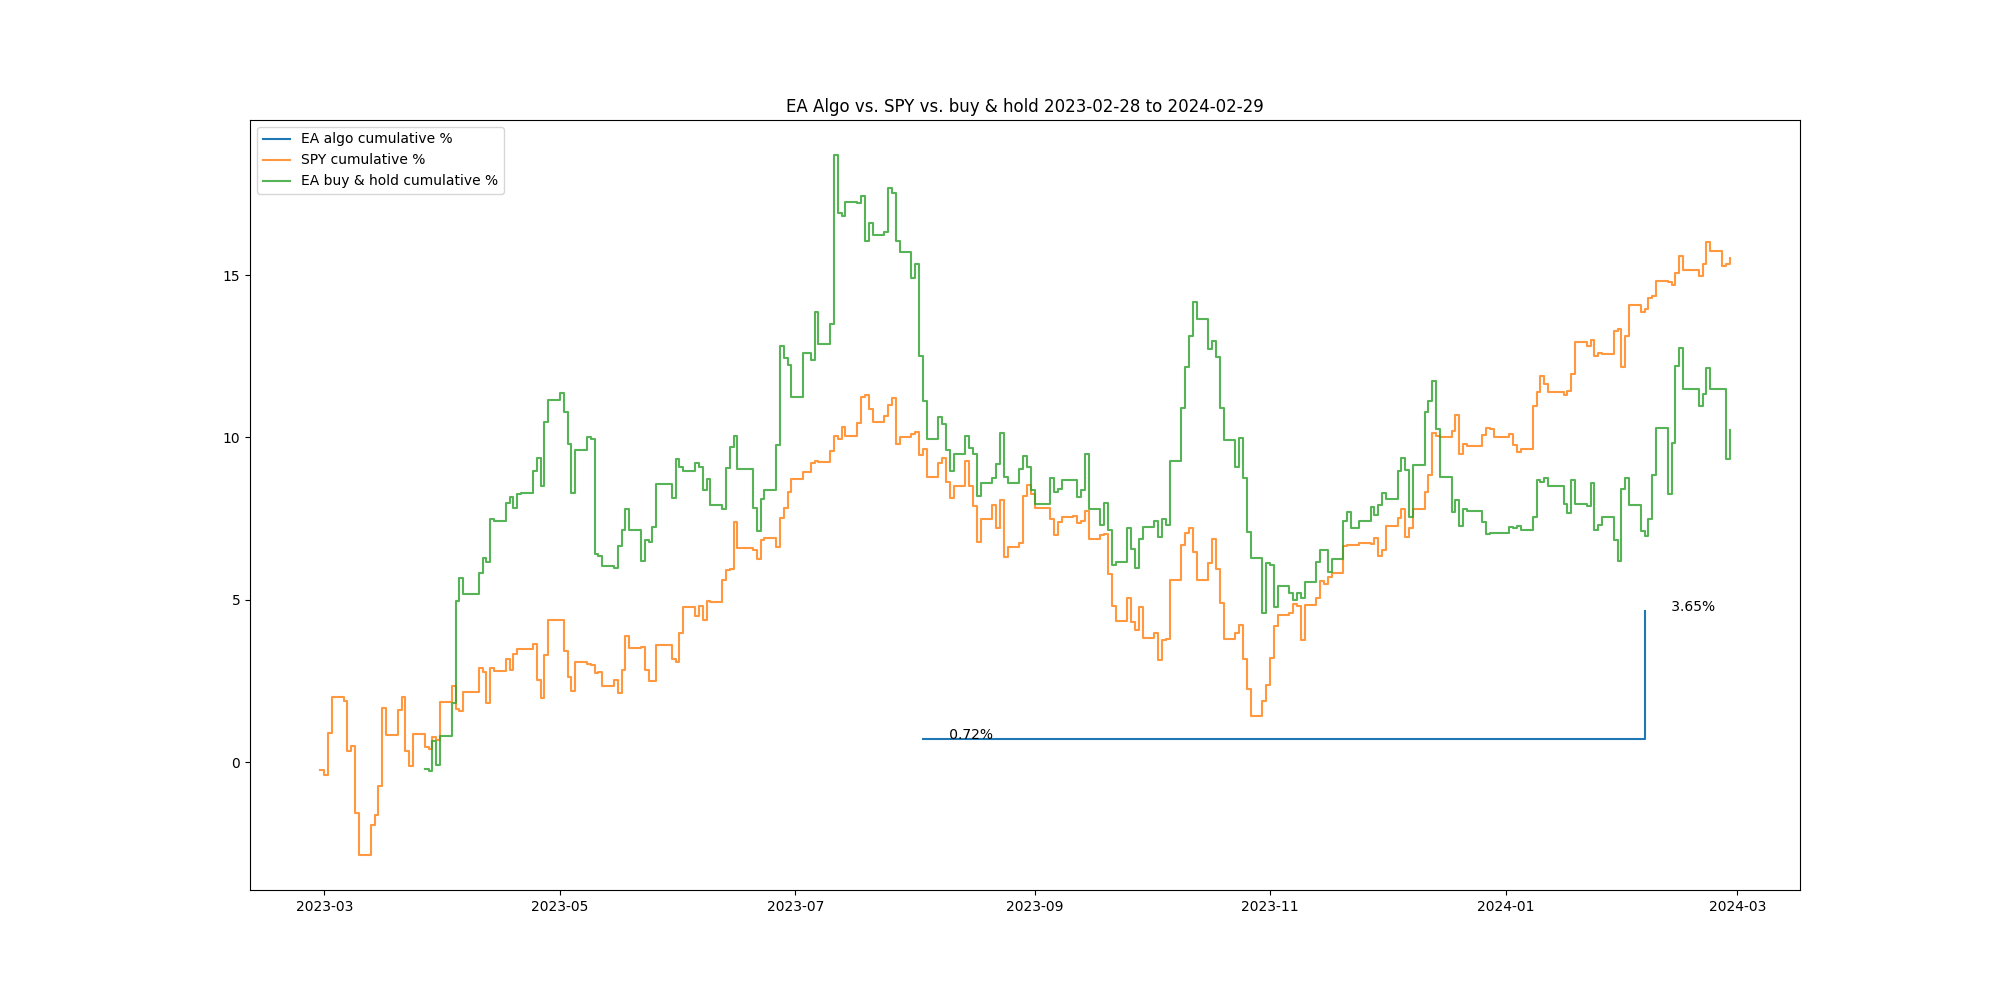 EA Algo vs. SPY vs. buy & hold 2023-02-28 to 2024-02-29
EA algo cumulative %
SPY cumulative %
EA buy & hold cumulative %
15
10
5
0
3.65%
0.72%
2023-03 2023-05 2023-07 2023-09 2023-11 2024-01 2024-03